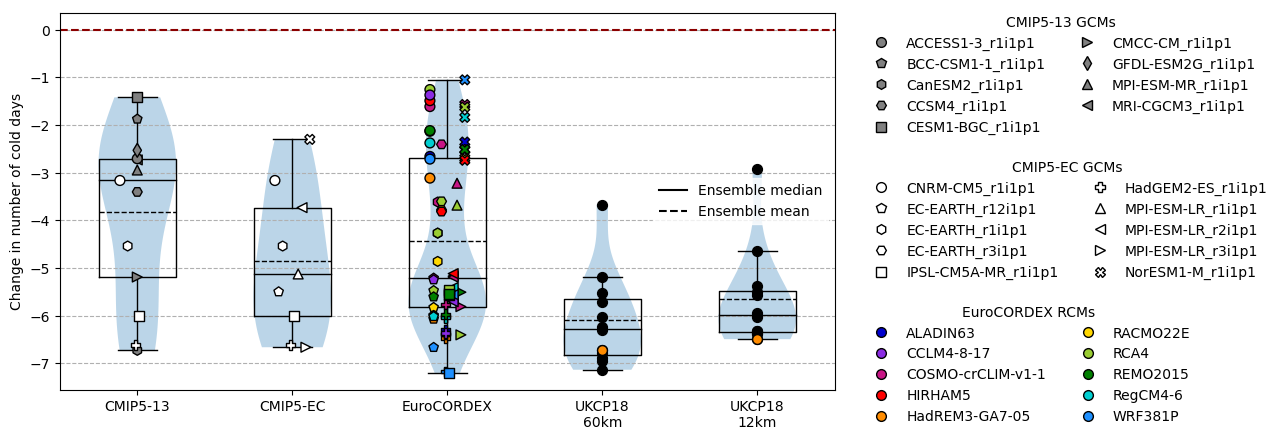 Change in number of cold days
0
−1
−2
−3
−4
−5
−6
−7
CMIP5-13
CMIP5-EC
EuroCORDEX
UKCP18
60km
UKCP18
12km
Ensemble median
Ensemble mean
CMIP5-13 GCMs
ACCESS1-3_r1i1p1
BCC-CSM1-1_r1i1p1
CanESM2_r1i1p1
CCSM4_r1i1p1
CESM1-BGC_r1i1p1
CMCC-CM_r1i1p1
GFDL-ESM2G_r1i1p1
MPI-ESM-MR_r1i1p1
MRI-CGCM3_r1i1p1
CMIP5-EC GCMs
CNRM-CM5_r1i1p1
EC-EARTH_r12i1p1
EC-EARTH_r1i1p1
EC-EARTH_r3i1p1
IPSL-CM5A-MR_r1i1p1
HadGEM2-ES_r1i1p1
MPI-ESM-LR_r1i1p1
MPI-ESM-LR_r2i1p1
MPI-ESM-LR_r3i1p1
NorESM1-M_r1i1p1
EuroCORDEX RCMs
ALADIN63
CCLM4-8-17
COSMO-crCLIM-v1-1
HIRHAM5
HadREM3-GA7-05
RACMO22E
RCA4
REMO2015
RegCM4-6
WRF381P